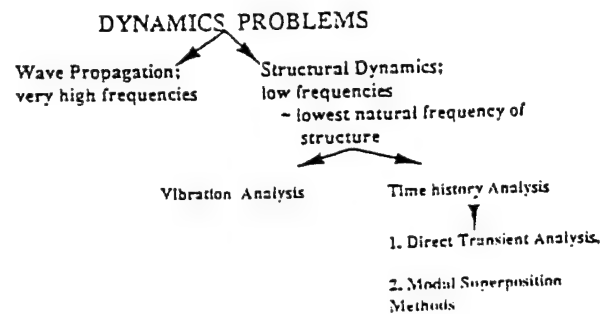 DYNAMICS PROBLEMS
Wave Propagation;
very high frequencies
Structural Dynamics;
low frequencies
~ lowest natural frequency of
structure
Vibration Analysis
Time history Analysis
1. Direct Transient Analysis,
2. Modal Superposition
Methods